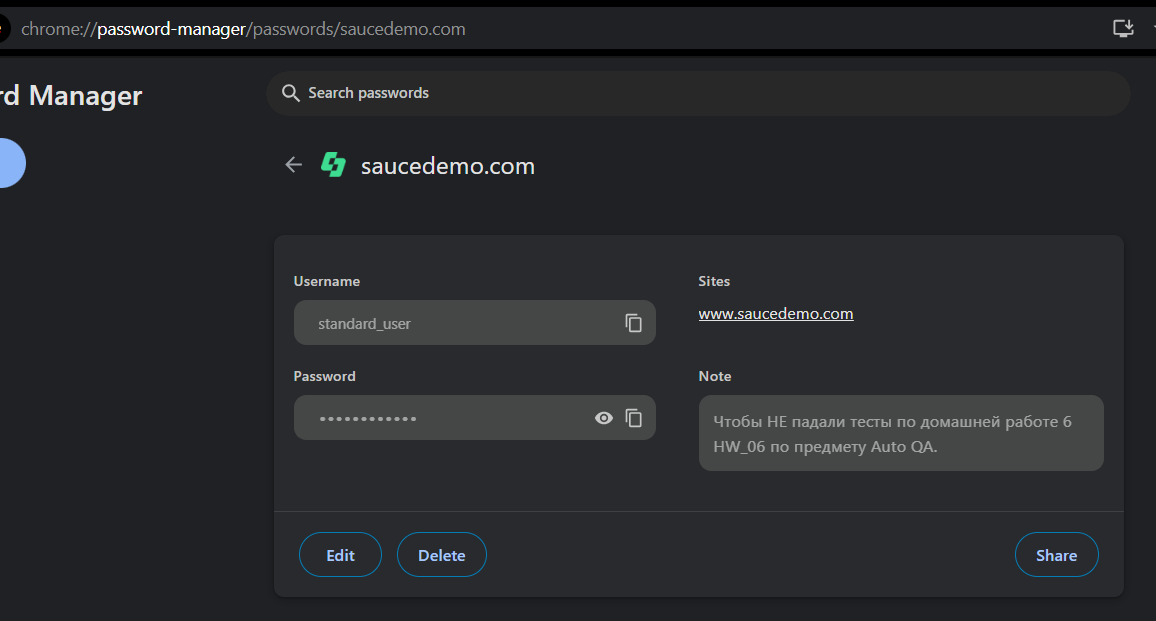 chrome://password-manager/passwords/saucedemo.com
rd Manager
Search passwords
saucedemo.com
Username
standard_user
Sites
www.saucedemo.com
Password
••••••••••••
Note
Чтобы НЕ падали тесты по домашней работе 6
HW_06 по предмету Auto QA.
Edit
Delete
Share